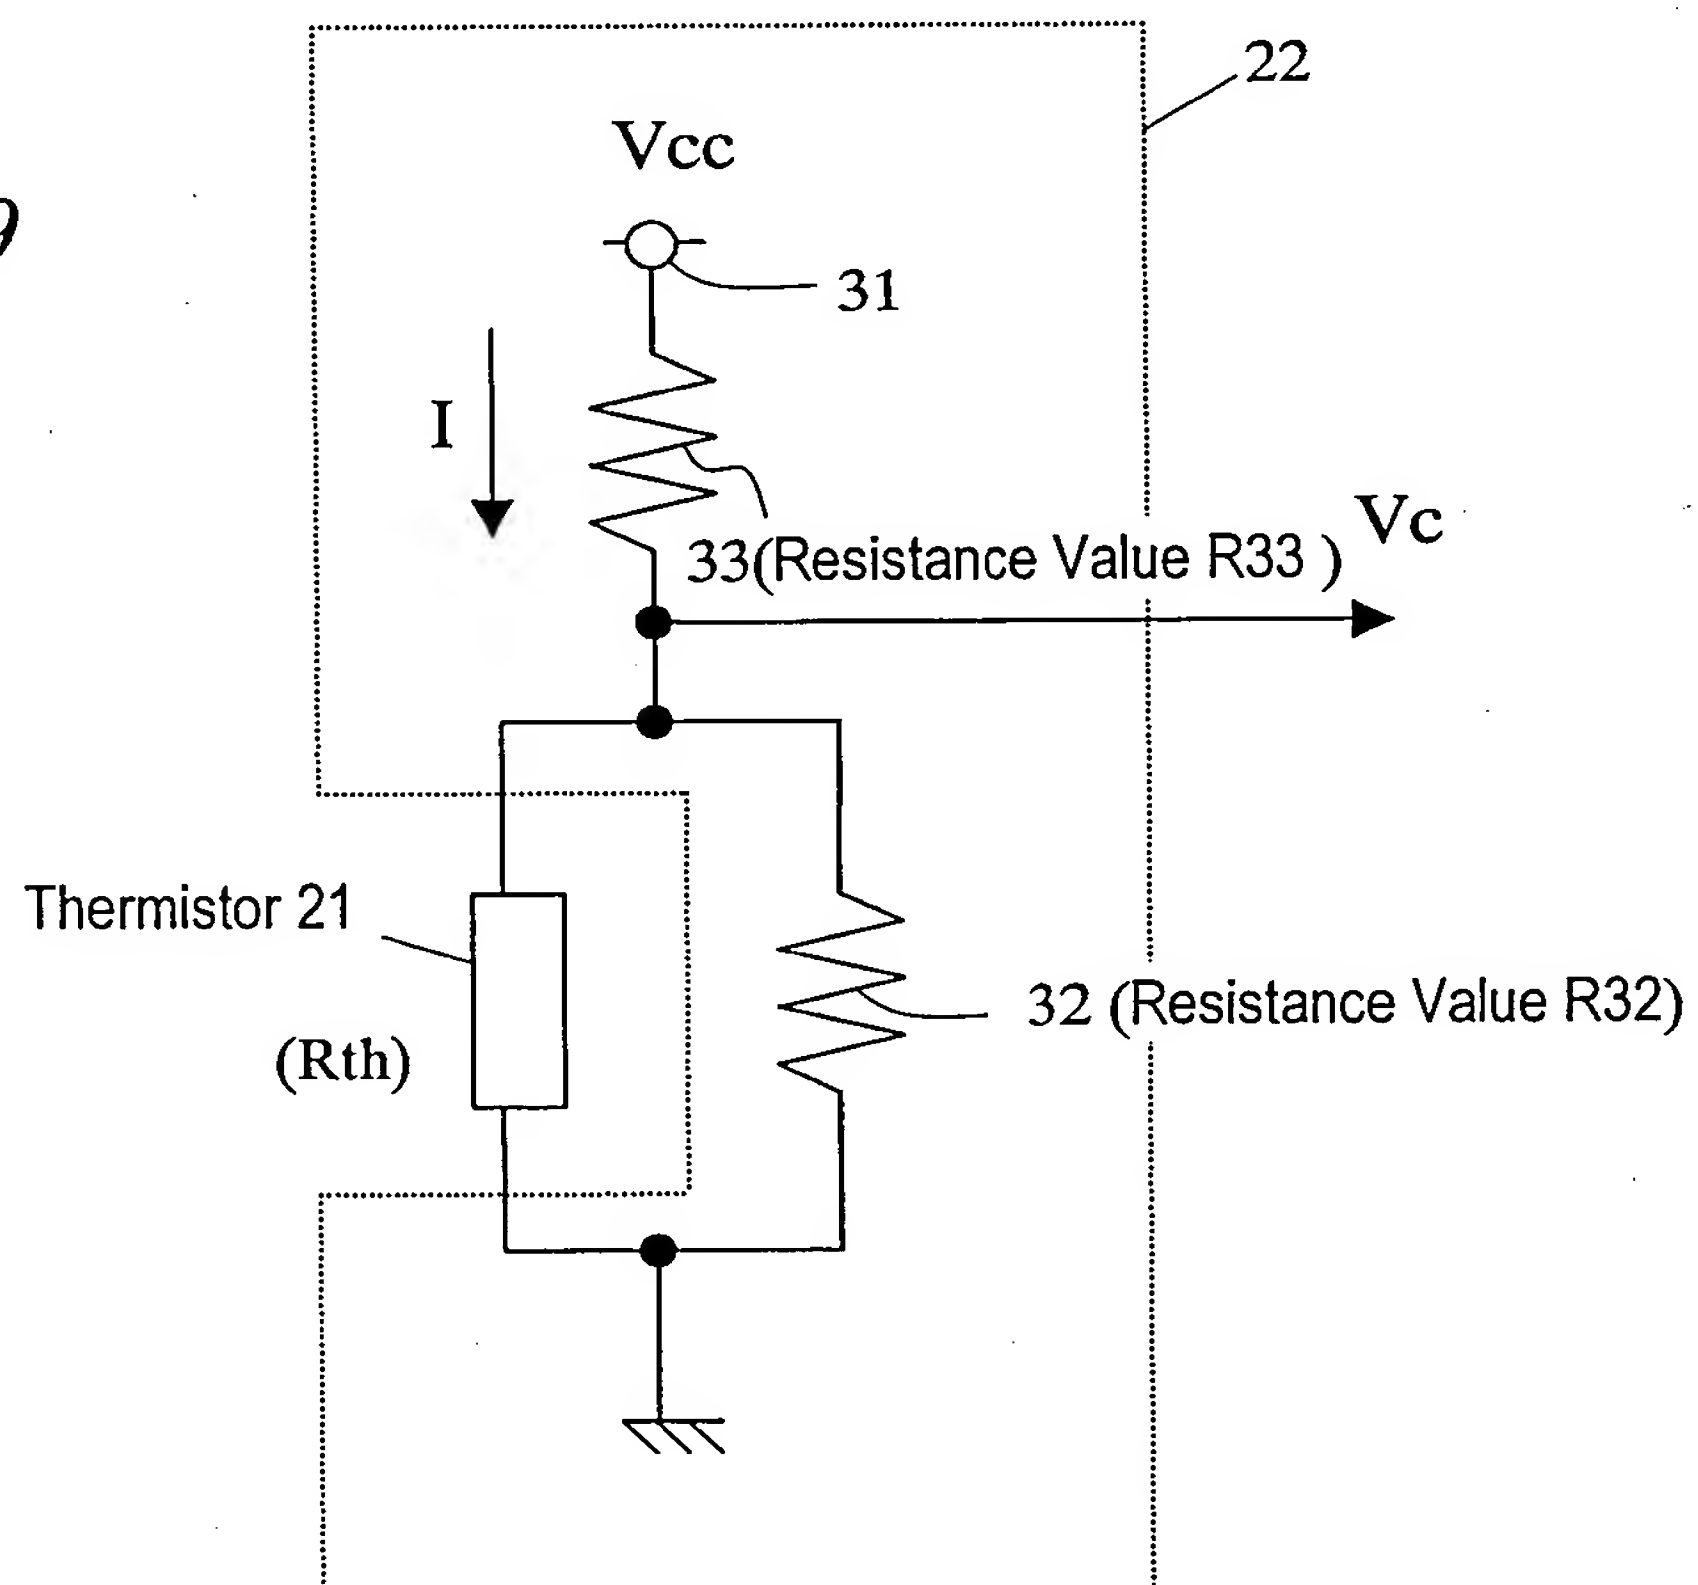 22
Vcc
31
I
Vc
33(Resistance Value R33 )
Thermistor 21
32 (Resistance Value R32)
(Rth)